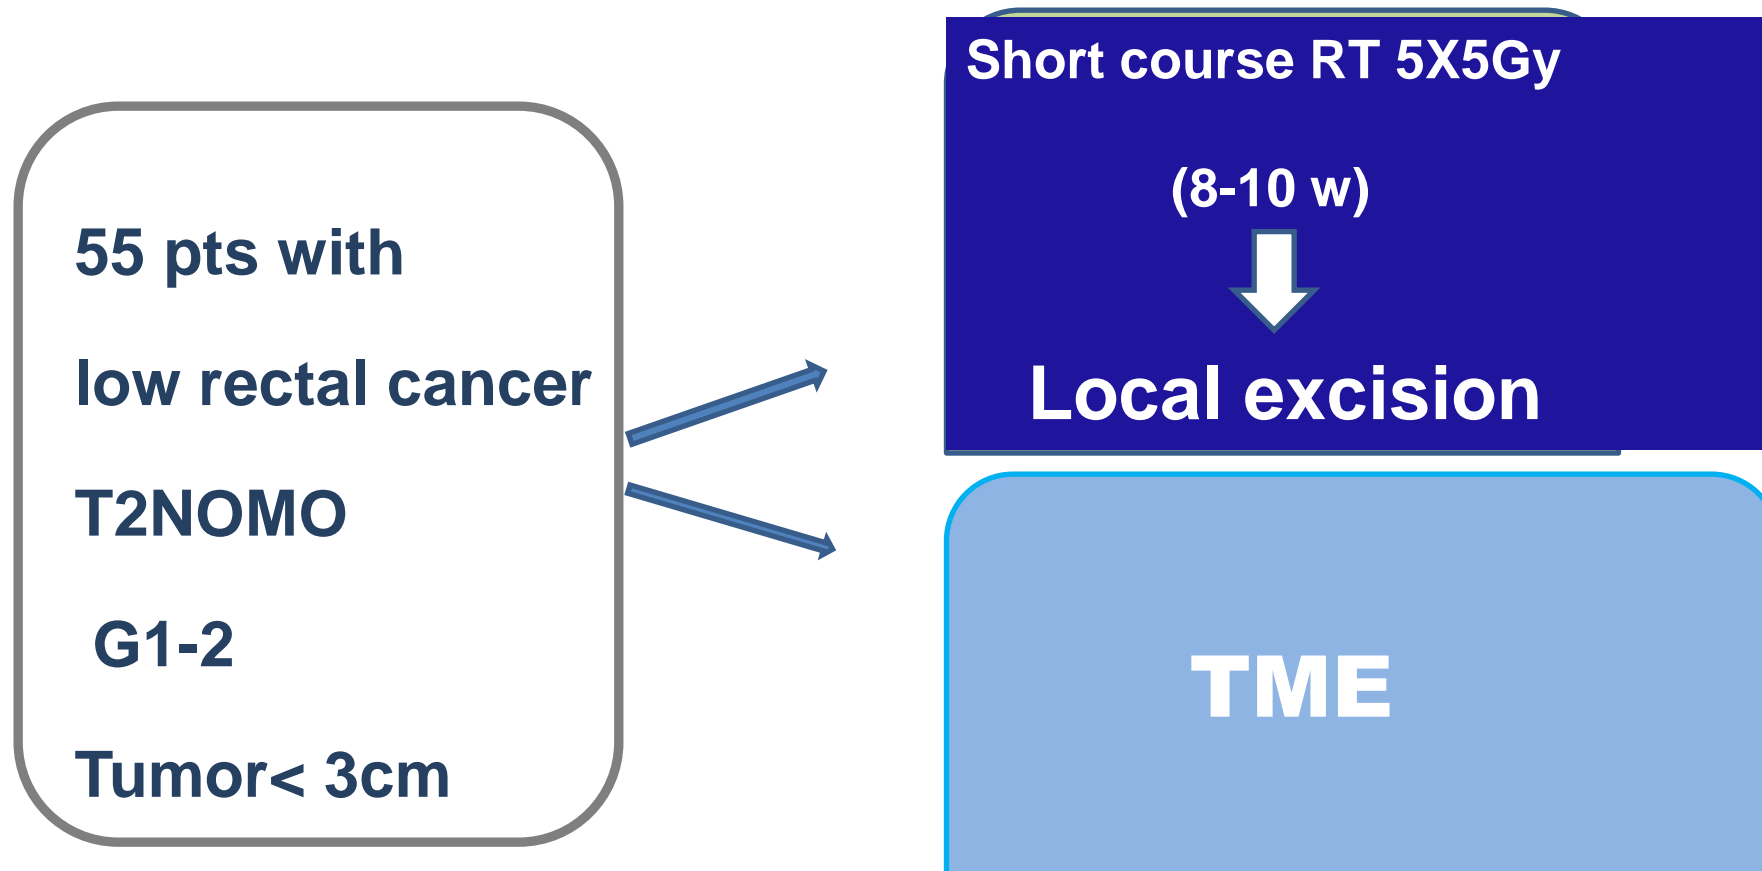 55 pts with
low rectal cancer
T2NOMO
G1-2
Tumor< 3cm
Short course RT 5X5Gy
(8-10 w)
Local excision
TME